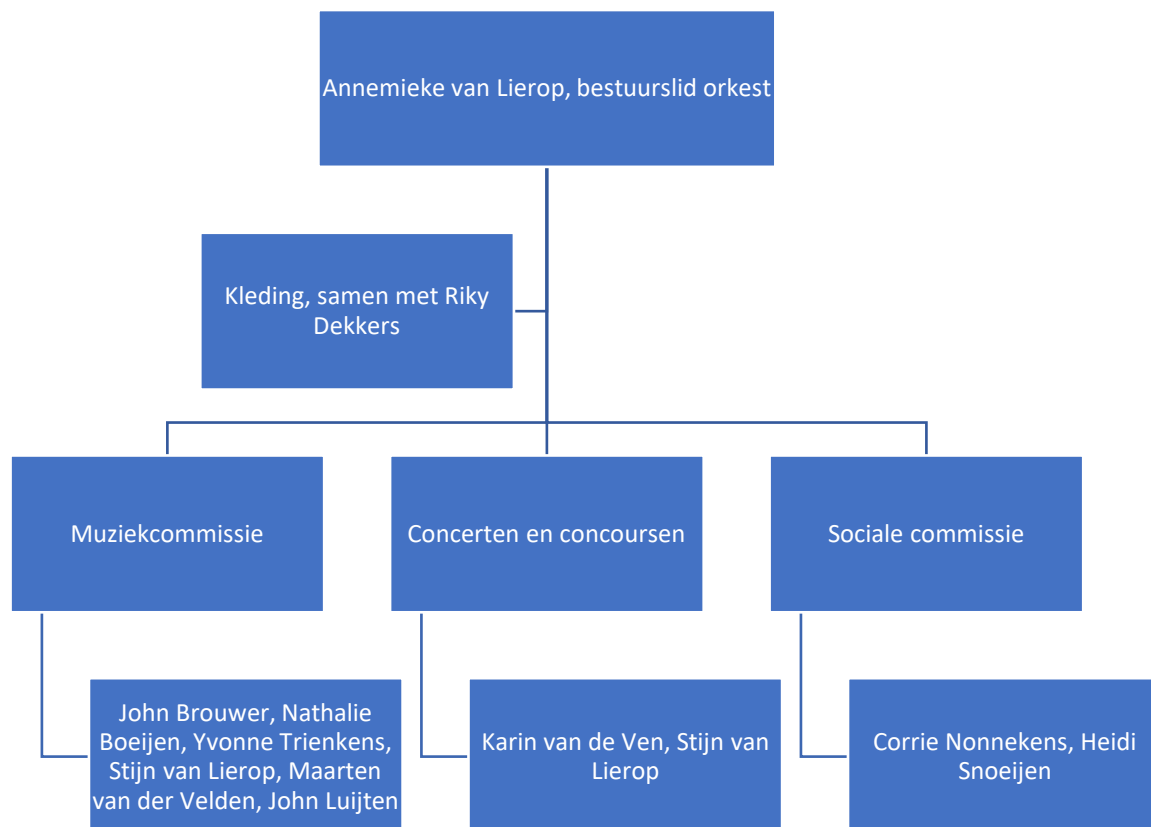 Annemieke van Lierop, bestuurslid orkest
Kleding, samen met Riky
Dekkers
Muziekcommissie
Concerten en concoursen
Sociale commissie
John Brouwer, Nathalie
Boeijen, Yvonne Trienkens,
Stijn van Lierop, Maarten
van der Velden, John Luijten
Karin van de Ven, Stijn van
Lierop
Corrie Nonnekens, Heidi
Snoeijen